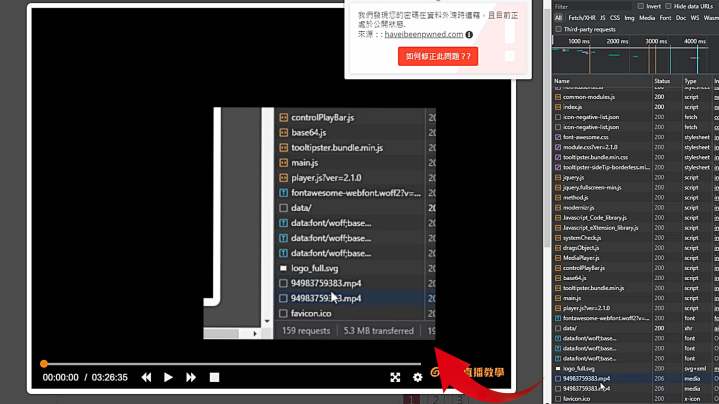 我們發現您的密碼在資料外洩時遭竊，且目前正
處於公開狀態.
來源：: haveibeenpwned.com
如何修正此問題？?
controlPlayBar.js
base64.js
tooltipster.bundle.min.js
main.js
player.js?ver=2.1.0
fontawesome-webfont.woff2?v=...
data/
data:font/woff;base...
data:font/woff;base...
data:font/woff;base...
logo_full.svg
94983759383.mp4
94983759383.mp4
favicon.ico
159 requests
5.3 MB transferred
00:00:00 / 03:26:35
直播教學
1 2 3
Filter
Invert
Hide data URLs
All Fetch/XHR JS CSS Img Media Font Doc WS Wasm
Third-party requests
1000 ms 2000 ms 3000 ms 4000 ms
Name Status Type
common-modules.js 200 script
index.js 200 script
icon-negative-list.json 200 fetch
icon-negative-list.json 200 fetch
font-awesome.css 200 stylesheet
module.css?ver=2.1.0 200 stylesheet
tooltipster.bundle.min.css 200 stylesheet
tooltipster-sideTip-borderless.mi... 200 stylesheet
jquery.js 200 script
jquery.fullscreen-min.js 200 script
method.js 200 script
modernizr.js 200 script
Javascript_Code_library.js 200 script
Javascript_eXtension_library.js 200 script
systemCheck.js 200 script
dragsObject.js 200 script
MediaPlayer.js 200 script
controlPlayBar.js 200 script
base64.js 200 script
tooltipster.bundle.min.js 200 script
main.js 200 script
player.js?ver=2.1.0 200 script
fontawesome-webfont.woff2?v=... 200 font
data/ 200 xhr
data:font/woff;base... 200 font
data:font/woff;base... 200 font
data:font/woff;base... 200 font
logo_full.svg 200 svg+xml
94983759383.mp4 206 media
94983759383.mp4 206 media
favicon.ico 200 x-icon